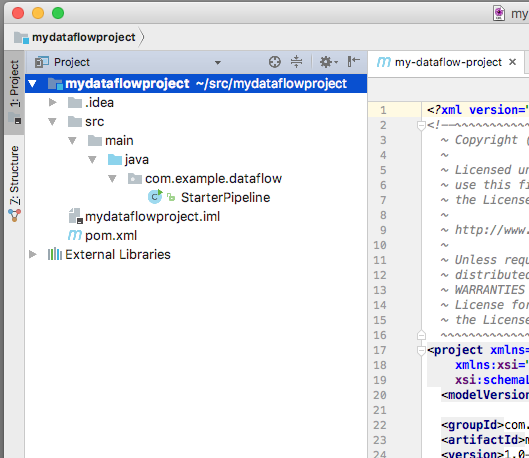 my
mydataflowproject
Project
my-dataflow-project
1: Project
7: Structure
mydataflowproject ~/src/mydataflowproject
.idea
src
main
java
com.example.dataflow
StarterPipeline
mydataflowproject.iml
pom.xml
External Libraries
1 <?xml version="
2 <!--~~~~~~~~~~~~
3 ~ Copyright (
4 ~
5 ~ Licensed un
6 ~ use this fi
7 ~ the License
8 ~
9 ~ http://www.
10 ~
11 ~ Unless requ
12 ~ distributed
13 ~ WARRANTIES
14 ~ License for
15 ~ the License
16 ~~~~~~~~~~~~~
17 <project xmlns=
18 xmlns:xsi="
19 xsi:schemaL
20 <modelVersion
21
22 <groupId>com.
23 <artifactId>m
24 <version>1.0-